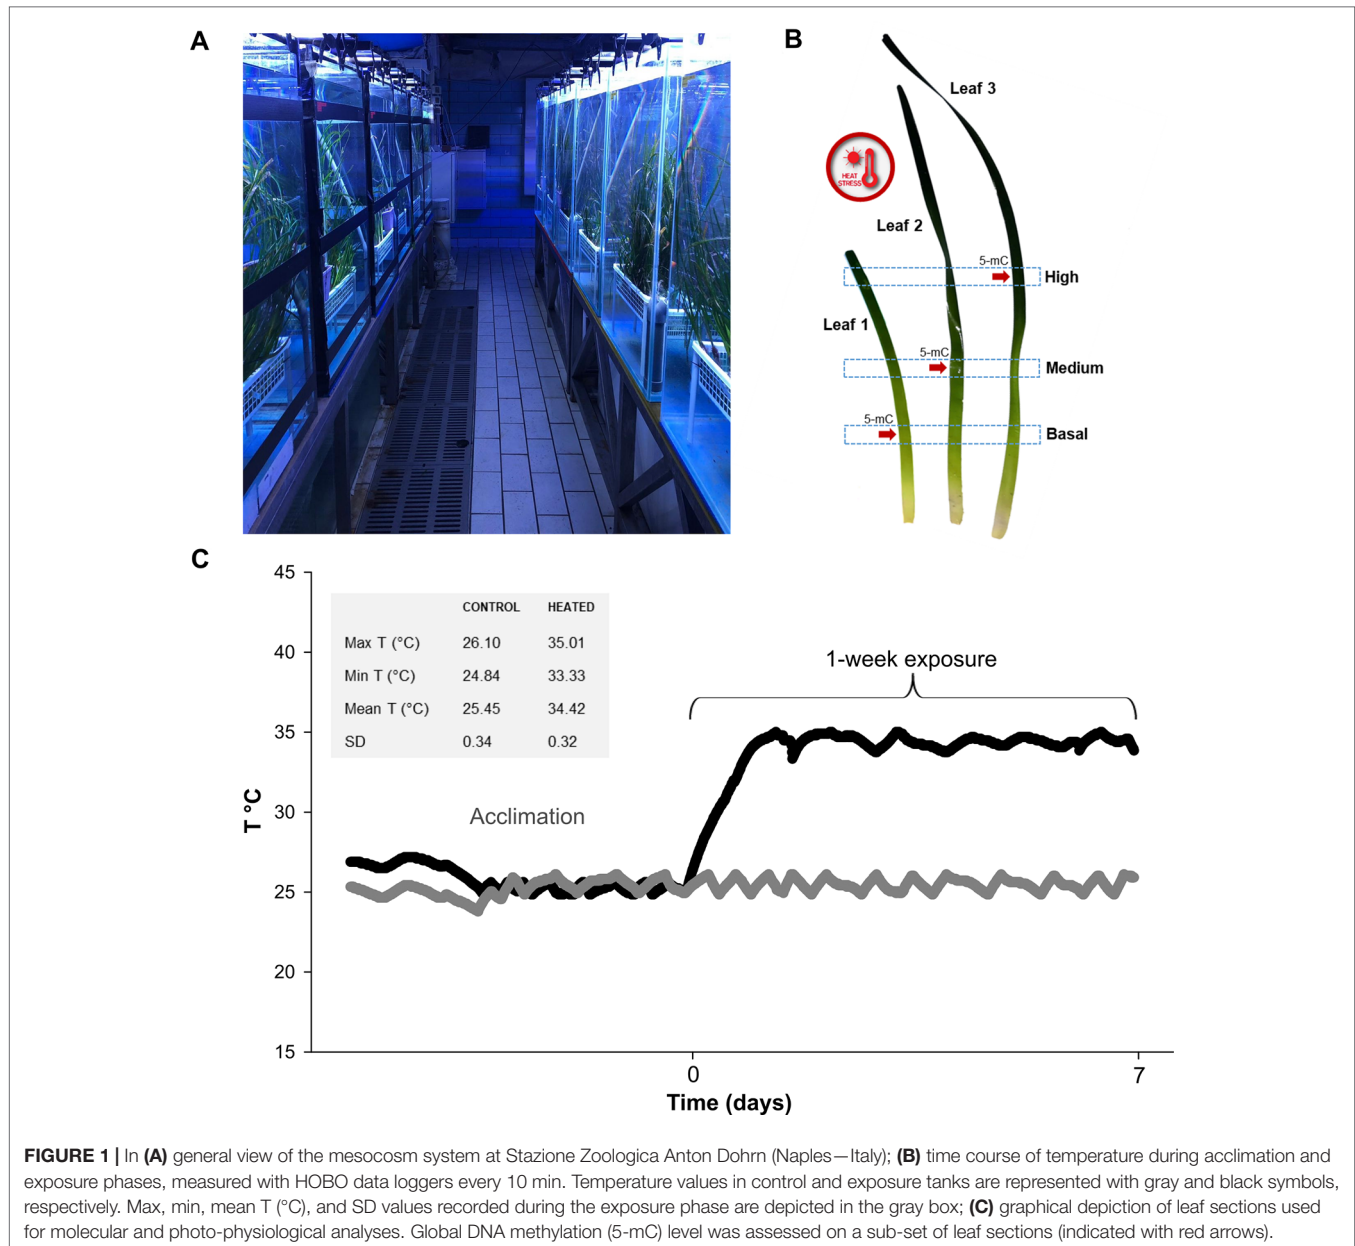 A
B
Leaf 3
HEAT
STRESS
Leaf 2
5-mC
High
Leaf 1
5-mC
Medium
5-mC
Basal
C
45
40
35
30
25
20
15
T °C
CONTROL HEATED
Max T (°C) 26.10 35.01
Min T (°C) 24.84 33.33
Mean T (°C) 25.45 34.42
SD 0.34 0.32
1-week exposure
Acclimation
0 7
Time (days)
FIGURE 1 | In (A) general view of the mesocosm system at Stazione Zoologica Anton Dohrn (Naples—Italy); (B) time course of temperature during acclimation and
exposure phases, measured with HOBO data loggers every 10 min. Temperature values in control and exposure tanks are represented with gray and black symbols,
respectively. Max, min, mean T (°C), and SD values recorded during the exposure phase are depicted in the gray box; (C) graphical depiction of leaf sections used
for molecular and photo-physiological analyses. Global DNA methylation (5-mC) level was assessed on a sub-set of leaf sections (indicated with red arrows).